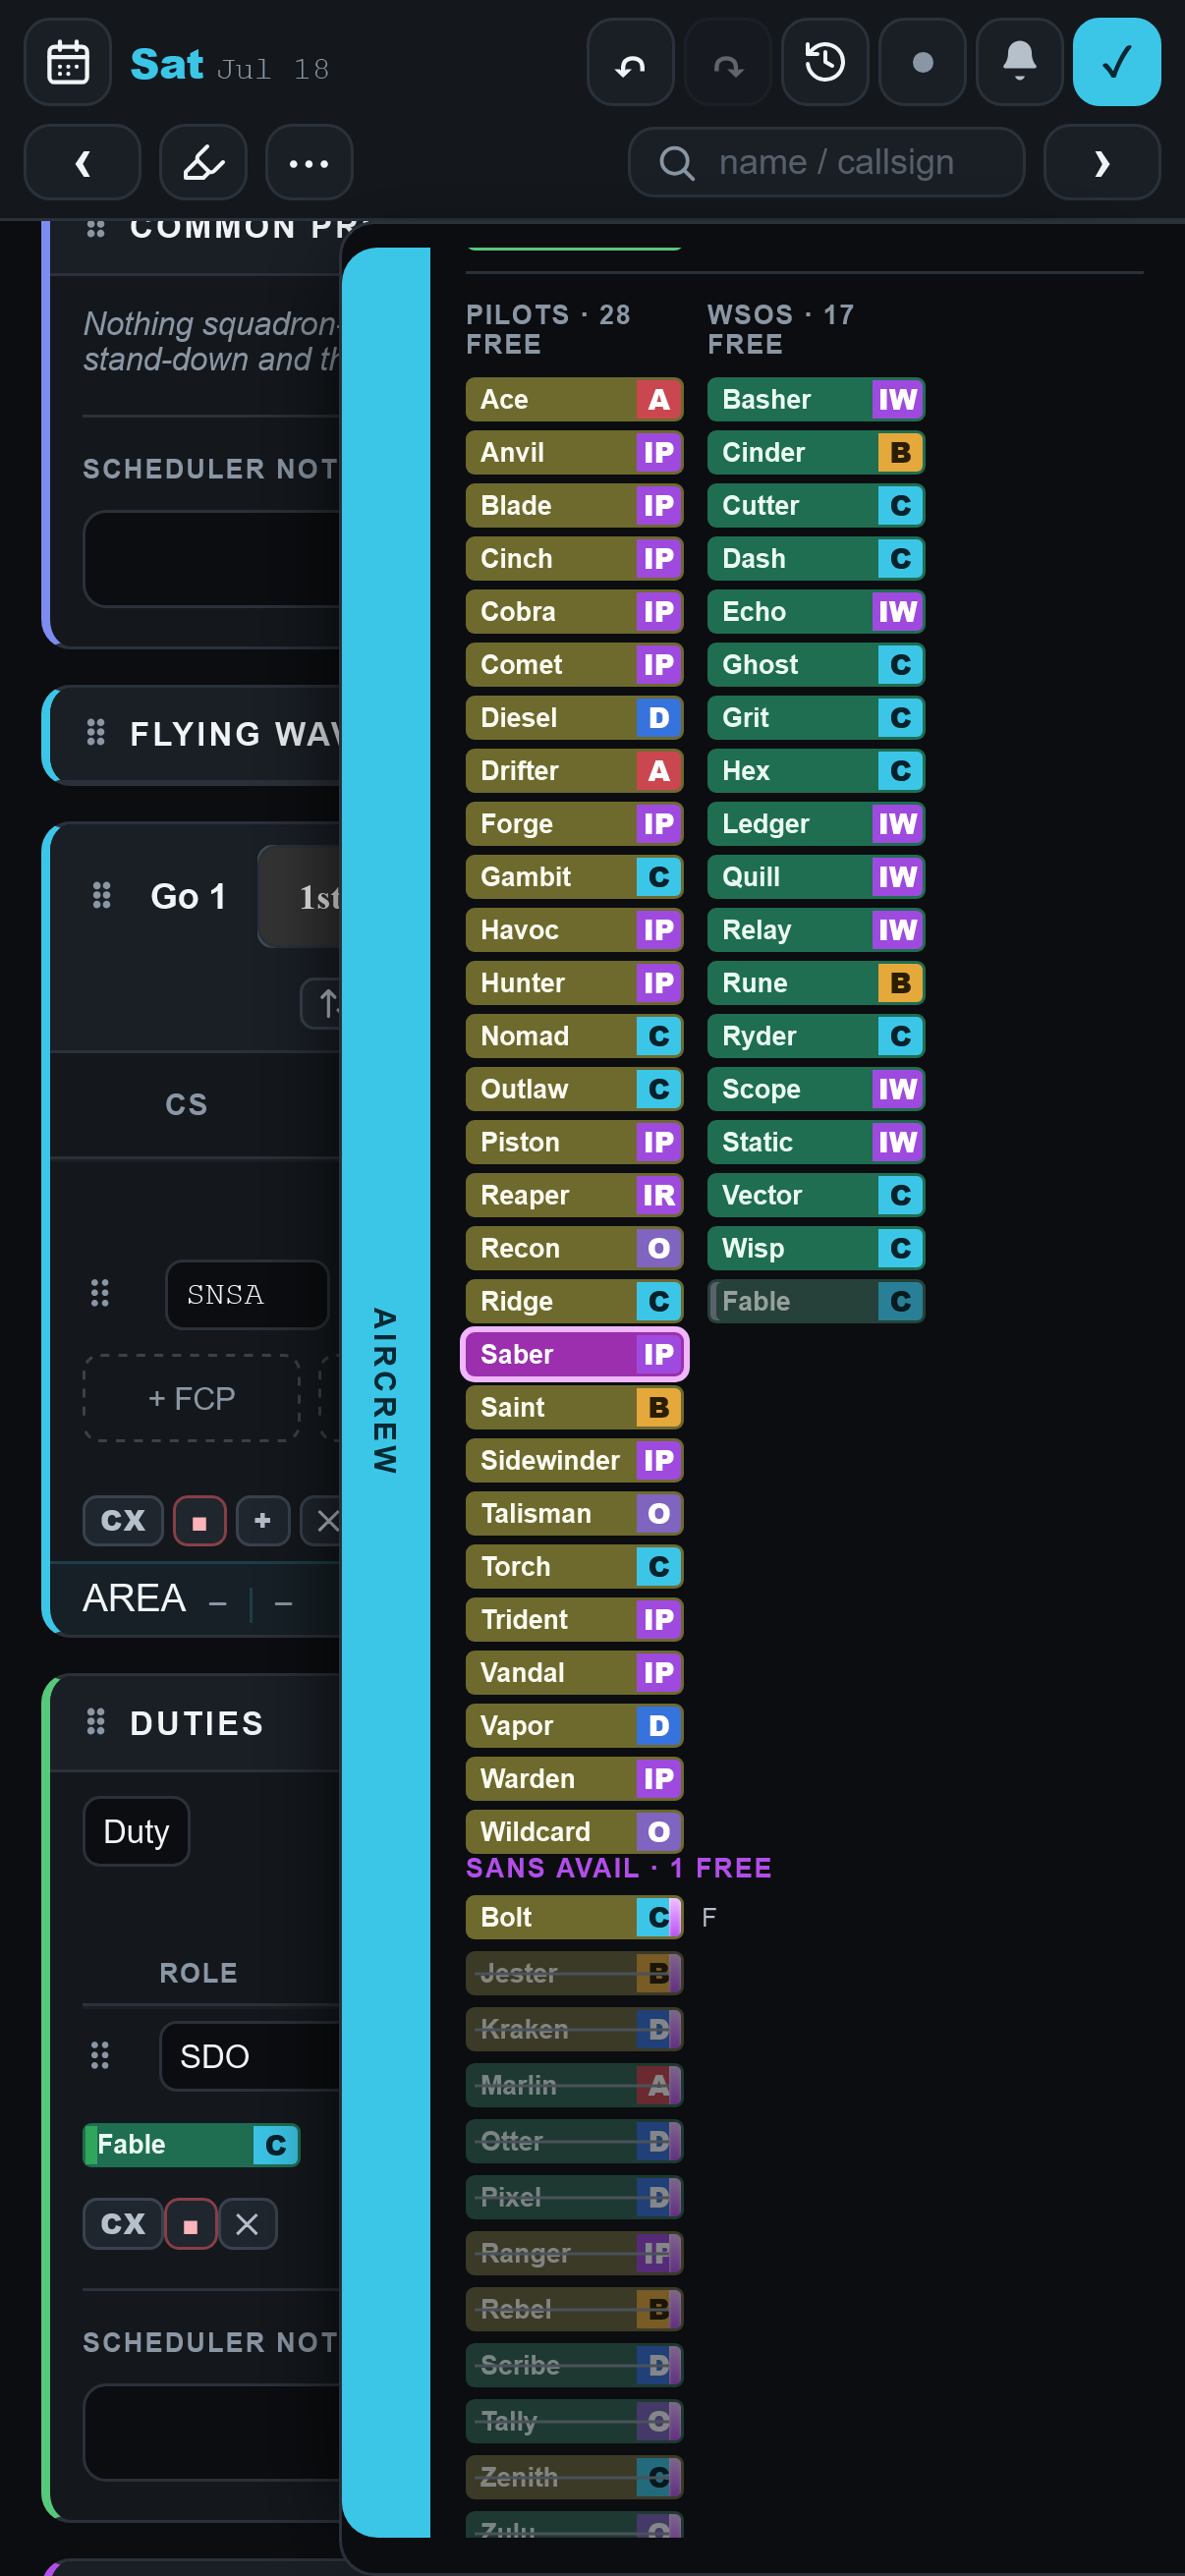 Sat Jul 18
name / callsign
COMMON PR
Nothing squadron-
stand-down and th
SCHEDULER NOT
FLYING WAV
Go 1 1st
CS
SNSA
+ FCP
CX + 
AREA – | –
DUTIES
Duty
ROLE
SDO
Fable C
CX
SCHEDULER NOT
AIRCREW
PILOTS · 28
FREE
Ace A
Anvil IP
Blade IP
Cinch IP
Cobra IP
Comet IP
Diesel D
Drifter A
Forge IP
Gambit C
Havoc IP
Hunter IP
Nomad C
Outlaw C
Piston IP
Reaper IR
Recon O
Ridge C
Saber IP
Saint B
Sidewinder IP
Talisman O
Torch C
Trident IP
Vandal IP
Vapor D
Warden IP
Wildcard O
WSOS · 17
FREE
Basher IW
Cinder B
Cutter C
Dash C
Echo IW
Ghost C
Grit C
Hex C
Ledger IW
Quill IW
Relay IW
Rune B
Ryder C
Scope IW
Static IW
Vector C
Wisp C
Fable C
SANS AVAIL · 1 FREE
Bolt C F
Jester B
Kraken D
Marlin A
Otter D
Pixel D
Ranger IP
Rebel B
Scribe D
Tally O
Zenith C
Zulu O